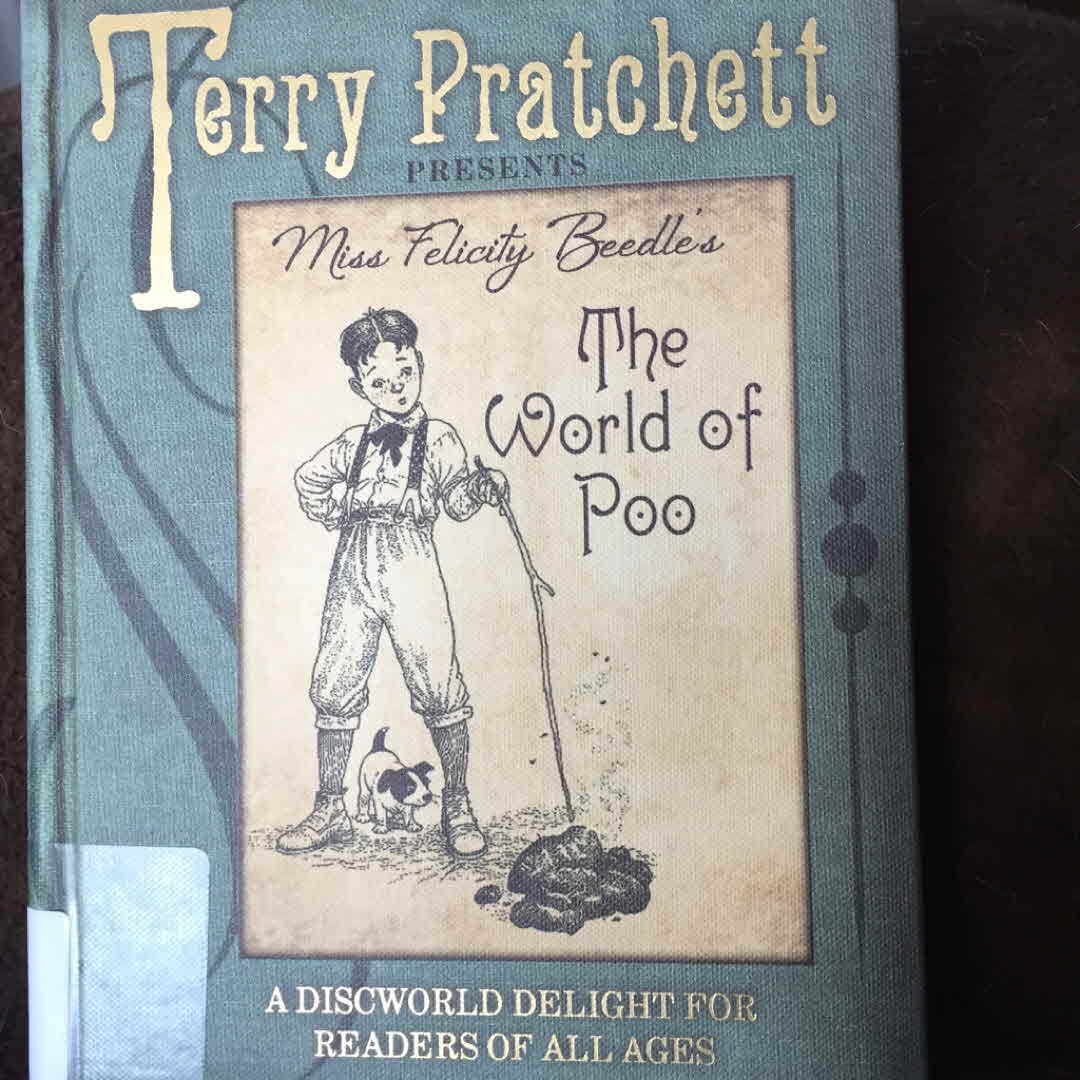 Terry Pratchett
PRESENTS
Miss Felicity Beedle's
The
World of
Poo
A DISCWORLD DELIGHT FOR
READERS OF ALL AGES